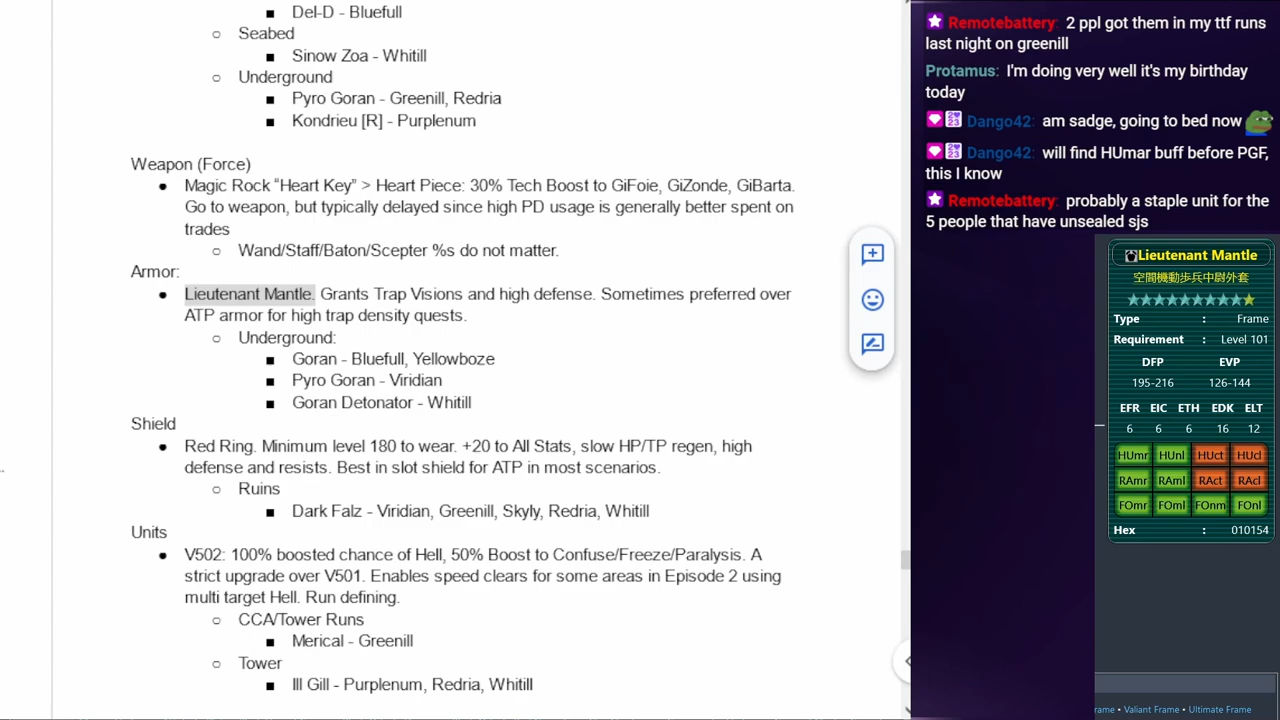 Del-D - Bluefull
Seabed
Sinow Zoa - Whitill
Underground
Pyro Goran - Greenill, Redria
Kondrieu [R] - Purplenum
Weapon (Force)
Magic Rock “Heart Key” > Heart Piece: 30% Tech Boost to GiFoie, GiZonde, GiBarta.
Go to weapon, but typically delayed since high PD usage is generally better spent on
trades
Wand/Staff/Baton/Scepter %s do not matter.
Armor:
Lieutenant Mantle. Grants Trap Visions and high defense. Sometimes preferred over
ATP armor for high trap density quests.
Underground:
Goran - Bluefull, Yellowboze
Pyro Goran - Viridian
Goran Detonator - Whitill
Shield
Red Ring. Minimum level 180 to wear. +20 to All Stats, slow HP/TP regen, high
defense and resists. Best in slot shield for ATP in most scenarios.
Ruins
Dark Falz - Viridian, Greenill, Skyly, Redria, Whitill
Units
V502: 100% boosted chance of Hell, 50% Boost to Confuse/Freeze/Paralysis. A
strict upgrade over V501. Enables speed clears for some areas in Episode 2 using
multi target Hell. Run defining.
CCA/Tower Runs
Merical - Greenill
Tower
Ill Gill - Purplenum, Redria, Whitill
Remotebattery: 2 ppl got them in my ttf runs
last night on greenill
Protamus: I'm doing very well it's my birthday
today
Dango42: am sadge, going to bed now
Dango42: will find HUmar buff before PGF,
this I know
Remotebattery: probably a staple unit for the
5 people that have unsealed sjs
Lieutenant Mantle
空間機動歩兵中尉外套
Type : Frame
Requirement : Level 101
DFP EVP
195-216 126-144
EFR EIC ETH EDK ELT
6 6 6 16 12
HUmr HUnl HUct HUcl
RAmr RAml RAct RAcl
FOmr FOml FOnm FOnl
Hex : 010154
rame • Valiant Frame • Ultimate Frame